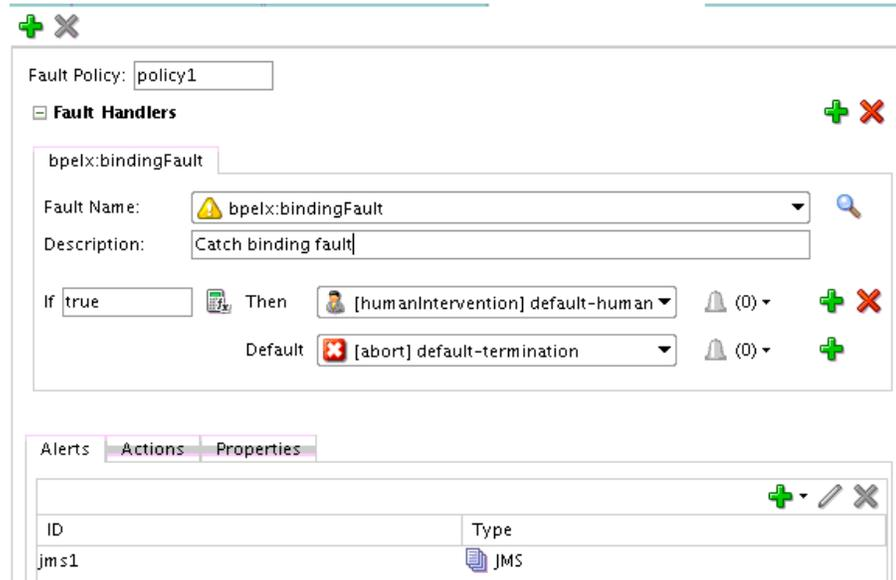 Fault Policy: policy1
Fault Handlers
bpelx:bindingFault
Fault Name: bpelx:bindingFault
Description: Catch binding fault
If true Then [humanIntervention] default-human (0)
Default [abort] default-termination (0)
Alerts Actions Properties
ID Type
jms1 JMS